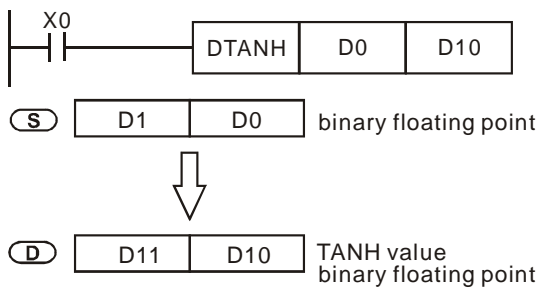 X0
DTANH D0 D10
S D1 D0 binary floating point
D D11 D10 TANH value
binary floating point